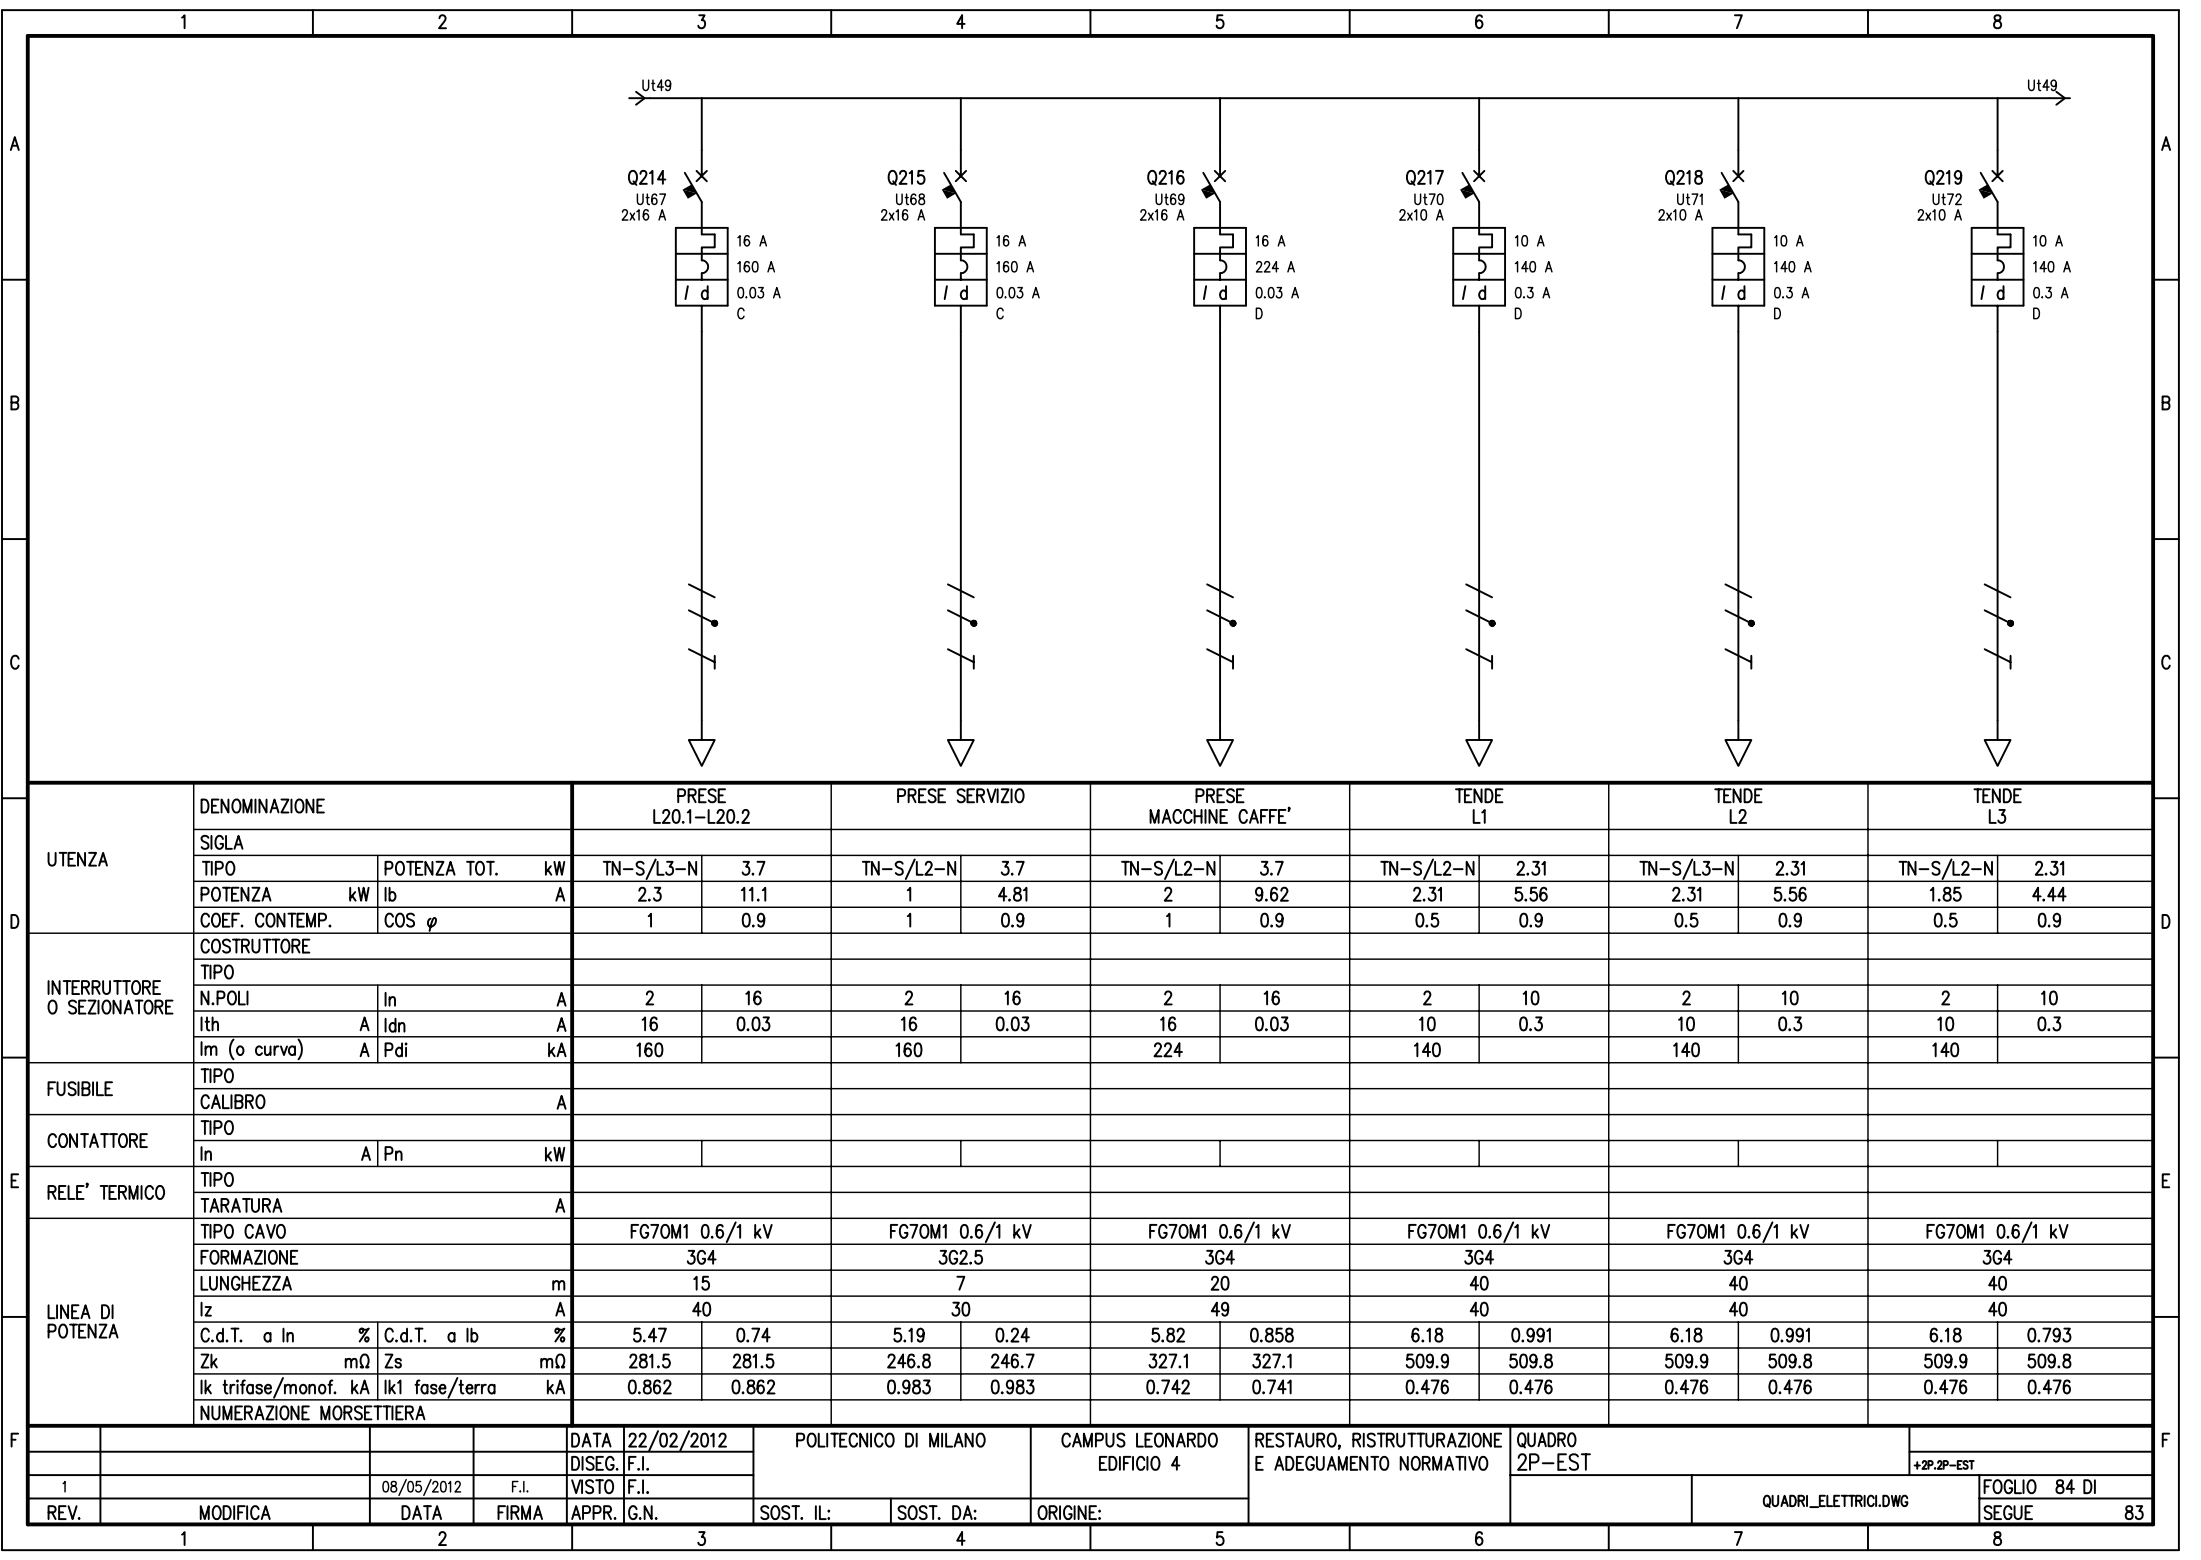 1 2 3 4 5 6 7 8
Ut49 Ut49
A A
Q214 Q215 Q216 Q217 Q218 Q219
Ut67 Ut68 Ut69 Ut70 Ut71 Ut72
2x16 A 2x16 A 2x16 A 2x10 A 2x10 A 2x10 A
16 A 16 A 16 A 10 A 10 A 10 A
160 A 160 A 224 A 140 A 140 A 140 A
I d 0.03 A I d 0.03 A I d 0.03 A I d 0.3 A I d 0.3 A I d 0.3 A
C C D D D D
B B
C C
UTENZA
DENOMINAZIONE PRESE L20.1-L20.2 PRESE SERVIZIO PRESE MACCHINE CAFFE' TENDE L1 TENDE L2 TENDE L3
SIGLA
TIPO POTENZA TOT. kW TN-S/L3-N 3.7 TN-S/L2-N 3.7 TN-S/L2-N 3.7 TN-S/L2-N 2.31 TN-S/L3-N 2.31 TN-S/L2-N 2.31
POTENZA kW Ib A 2.3 11.1 1 4.81 2 9.62 2.31 5.56 2.31 5.56 1.85 4.44
D COEF. CONTEMP. COS φ 1 0.9 1 0.9 1 0.9 0.5 0.9 0.5 0.9 0.5 0.9 D
INTERRUTTORE O SEZIONATORE
COSTRUTTORE
TIPO
N.POLI In A 2 16 2 16 2 16 2 10 2 10 2 10
Ith A Idn A 16 0.03 16 0.03 16 0.03 10 0.3 10 0.3 10 0.3
Im (o curva) A Pdi kA 160 160 224 140 140 140
FUSIBILE
TIPO
CALIBRO A
CONTATTORE
TIPO
In A Pn kW
E E
RELE' TERMICO
TIPO
TARATURA A
LINEA DI POTENZA
TIPO CAVO FG7OM1 0.6/1 kV FG7OM1 0.6/1 kV FG7OM1 0.6/1 kV FG7OM1 0.6/1 kV FG7OM1 0.6/1 kV FG7OM1 0.6/1 kV
FORMAZIONE 3G4 3G2.5 3G4 3G4 3G4 3G4
LUNGHEZZA m 15 7 20 40 40 40
Iz A 40 30 49 40 40 40
C.d.T. a In % C.d.T. a Ib % 5.47 0.74 5.19 0.24 5.82 0.858 6.18 0.991 6.18 0.991 6.18 0.793
Zk mΩ Zs mΩ 281.5 281.5 246.8 246.7 327.1 327.1 509.9 509.8 509.9 509.8 509.9 509.8
Ik trifase/monof. kA Ik1 fase/terra kA 0.862 0.862 0.983 0.983 0.742 0.741 0.476 0.476 0.476 0.476 0.476 0.476
NUMERAZIONE MORSETTIERA
F DATA 22/02/2012 POLITECNICO DI MILANO CAMPUS LEONARDO RESTAURO, RISTRUTTURAZIONE QUADRO F
DISEG. F.I. EDIFICIO 4 E ADEGUAMENTO NORMATIVO 2P-EST +2P.2P-EST
1 08/05/2012 F.I. VISTO F.I. QUADRI_ELETTRICI.DWG FOGLIO 84 DI
REV. MODIFICA DATA FIRMA APPR. G.N. SOST. IL: SOST. DA: ORIGINE: SEGUE 83
1 2 3 4 5 6 7 8